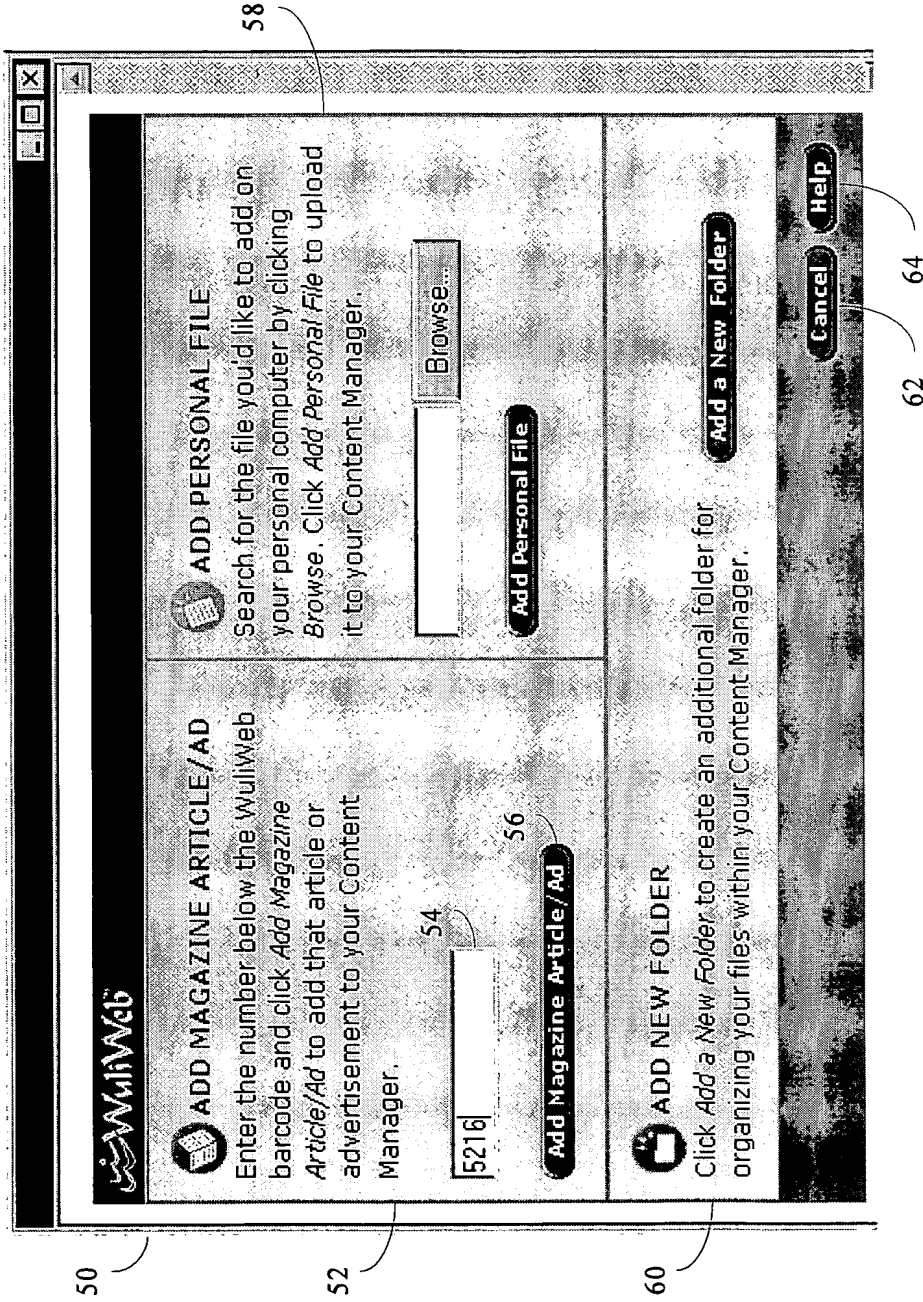 50
WuliWeb
52
ADD MAGAZINE ARTICLE/AD
Enter the number below the WuliWeb
barcode and click Add Magazine
Article/Ad to add that article or
advertisement to your Content
Manager.
54
5216
56
Add Magazine Article/Ad
58
ADD PERSONAL FILE
Search for the file you'd like to add on
your personal computer by clicking
Browse. Click Add Personal File to upload
it to your Content Manager.
Browse...
Add Personal File
60
ADD NEW FOLDER
Click Add a New Folder to create an additional folder for
organizing your files within your Content Manager.
Add a New Folder
Cancel
Help
62
64